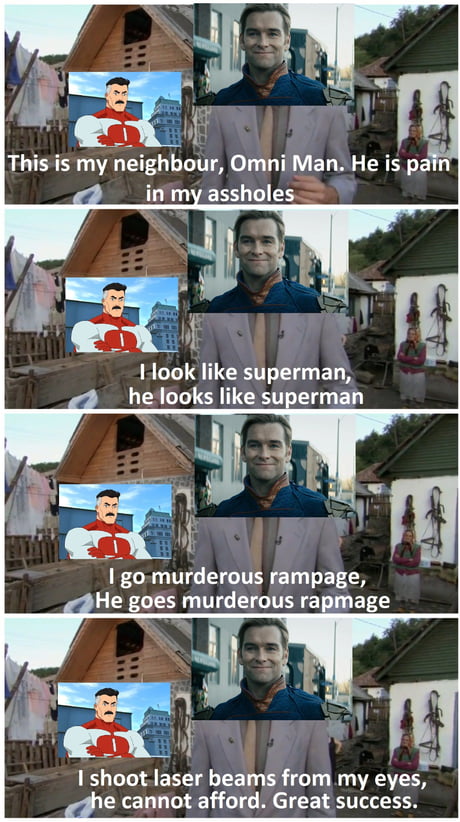 This is my neighbour, Omni Man. He is pain
in my assholes
I look like superman,
he looks like superman
I go murderous rampage,
He goes murderous rapmage
I shoot laser beams from my eyes,
he cannot afford. Great success.